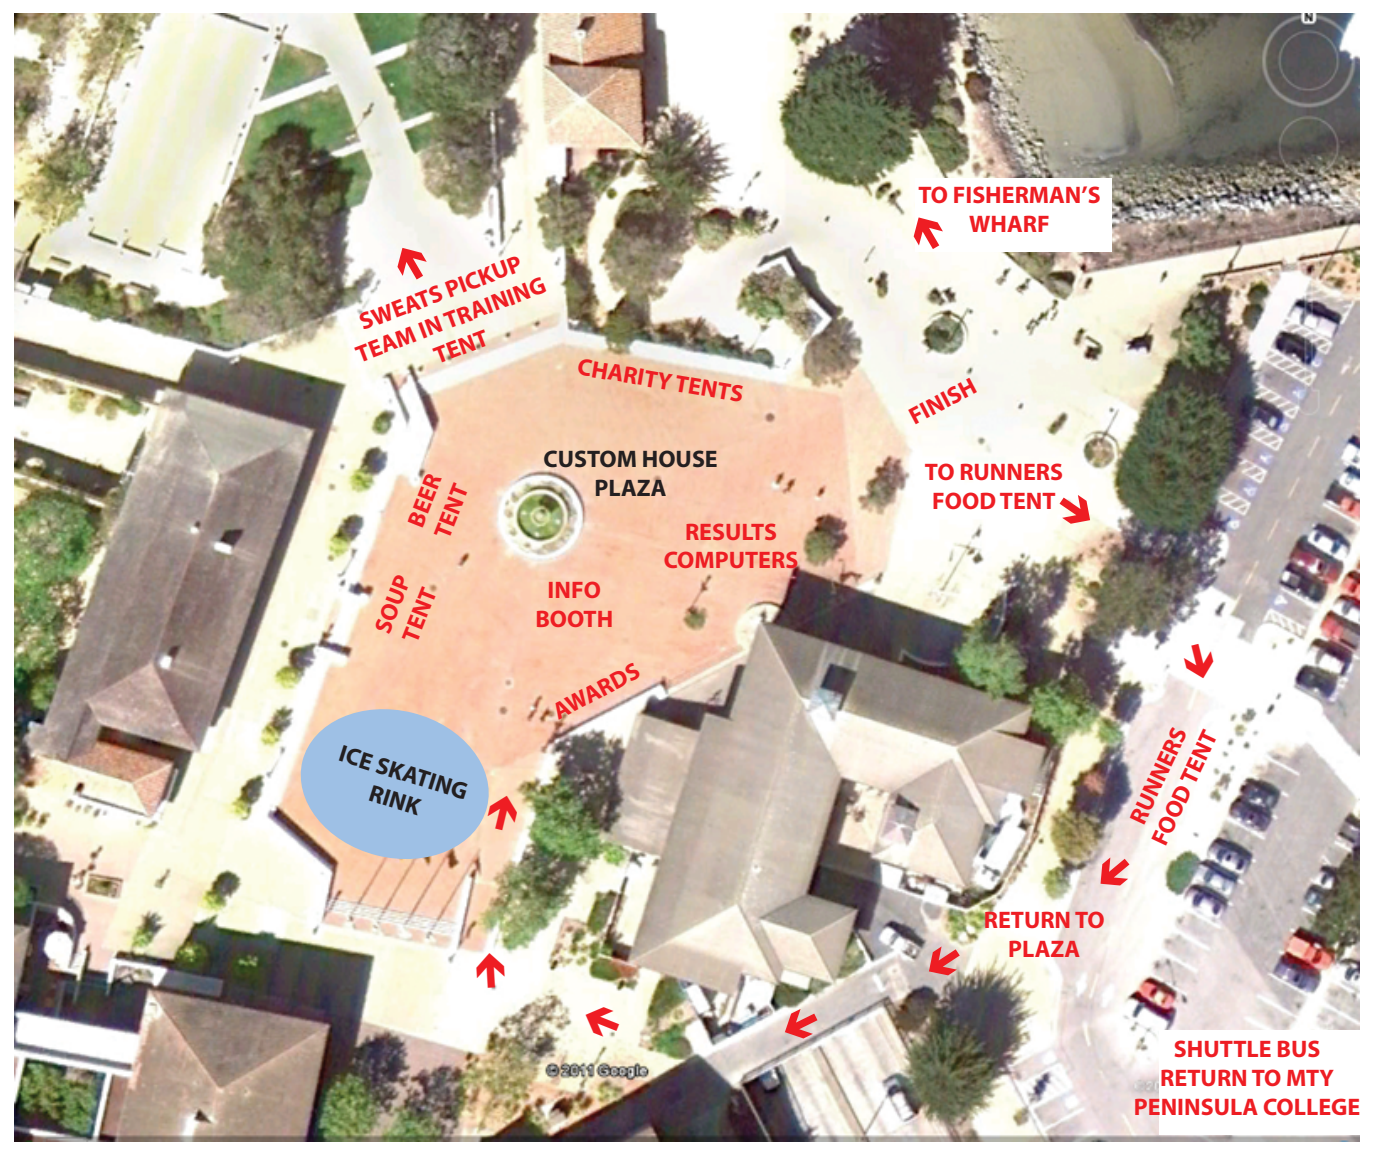 N
TO FISHERMAN'S
WHARF
SWEATS PICKUP
TEAM IN TRAINING
TENT
CHARITY TENTS
FINISH
CUSTOM HOUSE
PLAZA
TO RUNNERS
FOOD TENT
BEER
TENT
RESULTS
COMPUTERS
SOUP
TENT
INFO
BOOTH
AWARDS
ICE SKATING
RINK
RUNNERS
FOOD TENT
RETURN TO
PLAZA
© 2011 Google
SHUTTLE BUS
RETURN TO MTY
PENINSULA COLLEGE